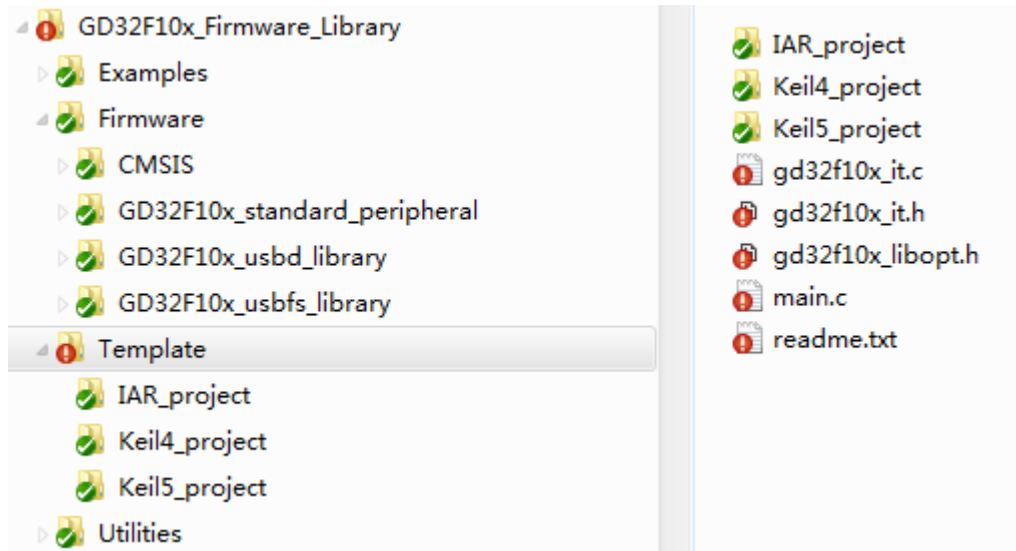 GD32F10x_Firmware_Library
Examples
Firmware
CMSIS
GD32F10x_standard_peripheral
GD32F10x_usbd_library
GD32F10x_usbfs_library
Template
IAR_project
Keil4_project
Keil5_project
Utilities
IAR_project
Keil4_project
Keil5_project
gd32f10x_it.c
gd32f10x_it.h
gd32f10x_libopt.h
main.c
readme.txt